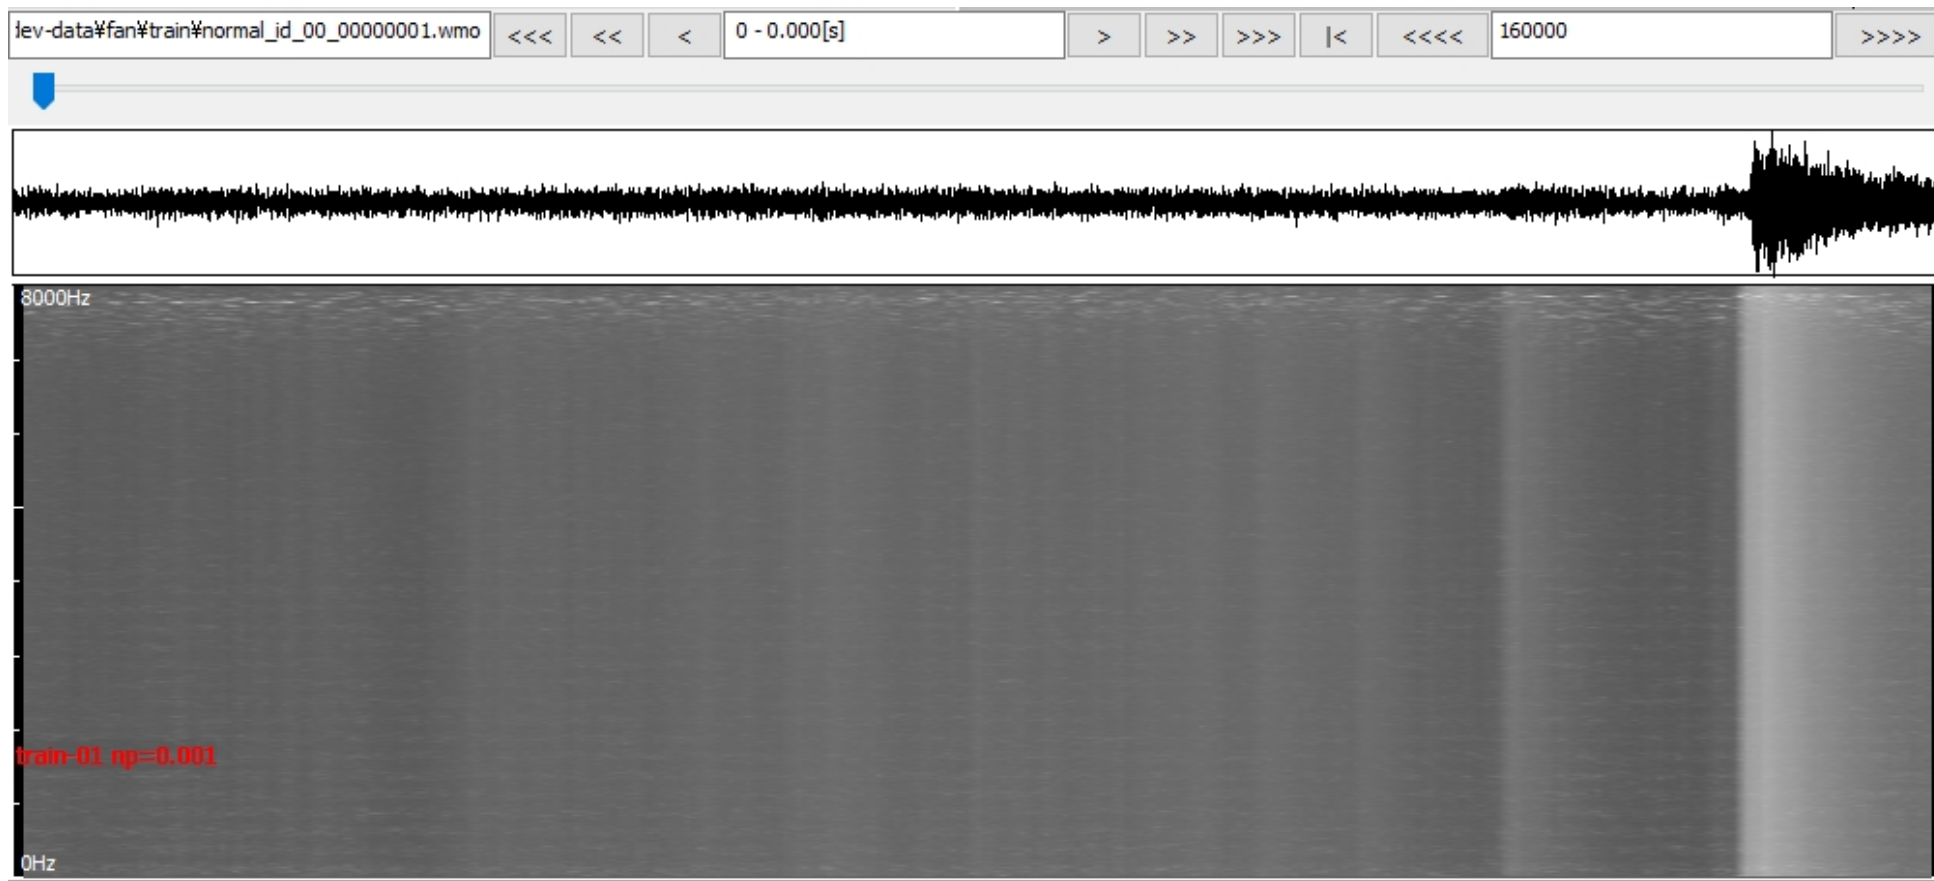 lev-data¥fan¥train¥normal_id_00_00000001.wmo <<< << < 0 - 0.000[s] > >> >>> |< <<<< 160000 >>>>
8000Hz
train-01 np=0.001
0Hz